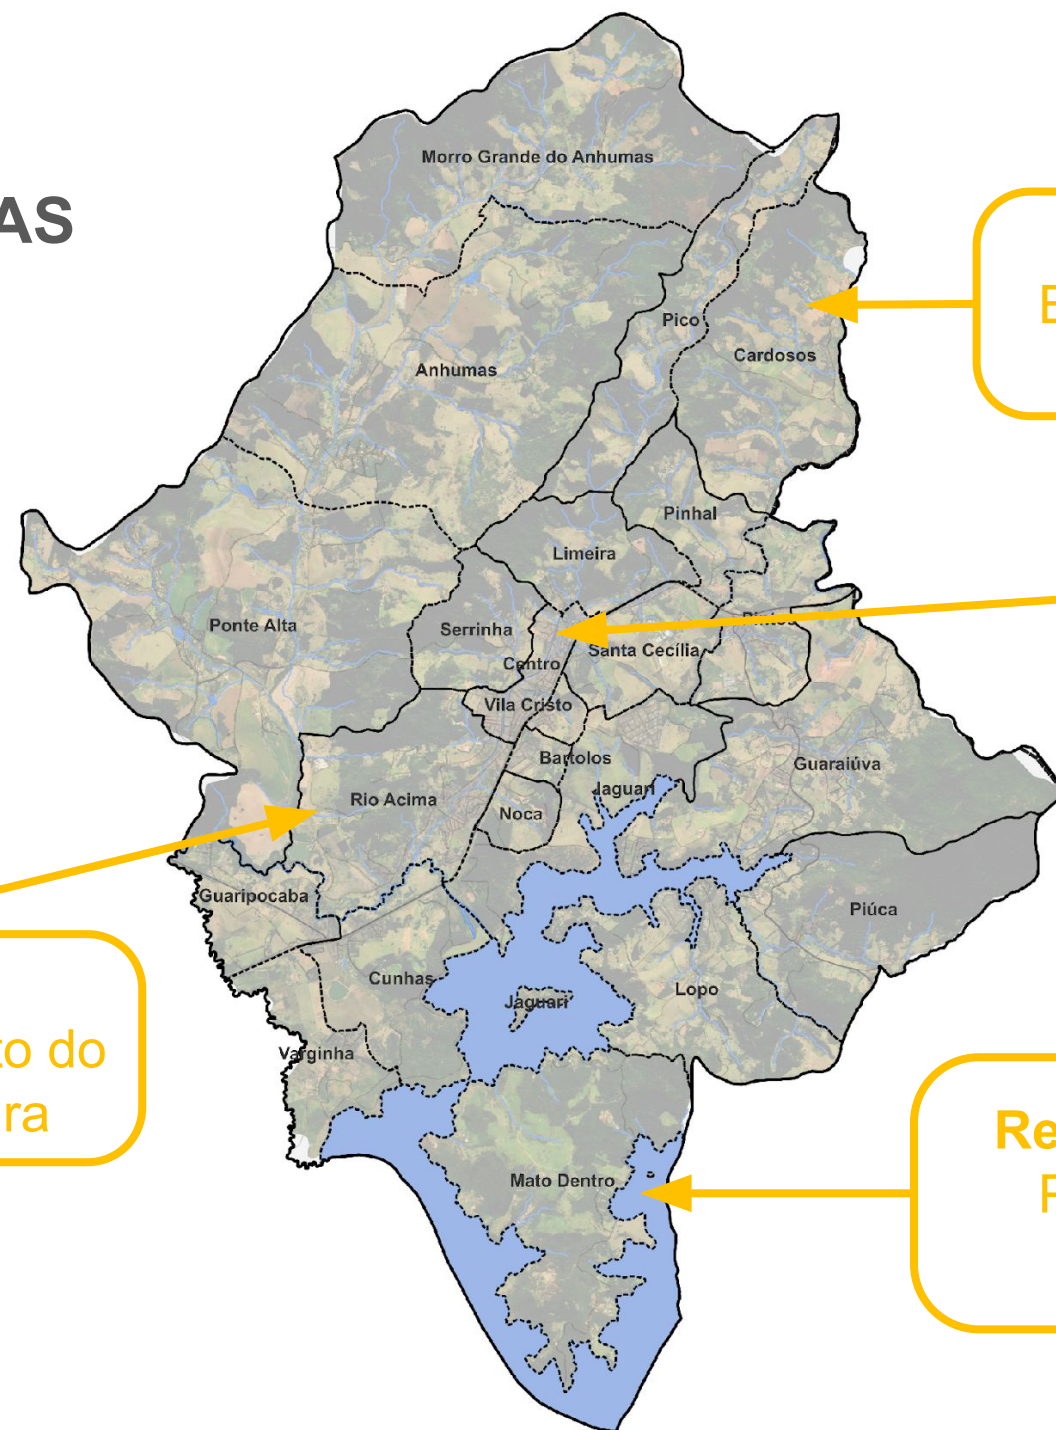 AS
Morro Grande do Anhumas
Pico
Cardosos
Anhumas
Pinhal
Limeira
Ponte Alta
Serrinha
Pintos
Santa Cecília
Centro
Vila Cristo
Bartolos
Guaraiúva
Jaguari
Rio Acima
Noca
Guaripocaba
Piúca
Cunhas
Lopo
Jaguari
Varginha
to do
ra
Re
P
Mato Dentro
E